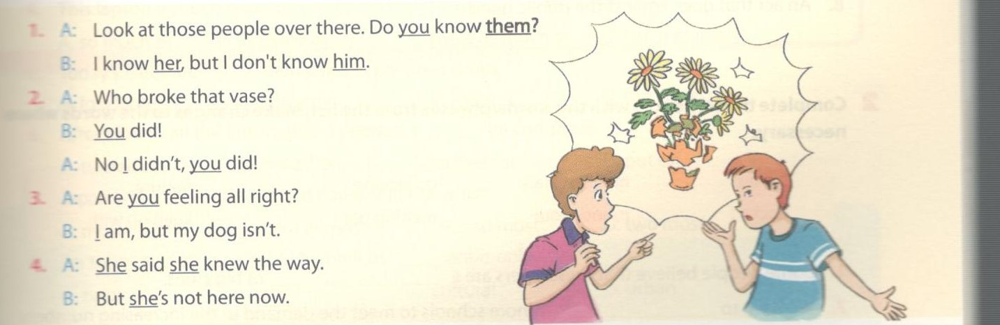 1. A: Look at those people over there. Do you know them?
B: I know her, but I don't know him.
2. A: Who broke that vase?
B: You did!
A: No I didn't, you did!
3. A: Are you feeling all right?
B: I am, but my dog isn't.
4. A: She said she knew the way.
B: But she's not here now.